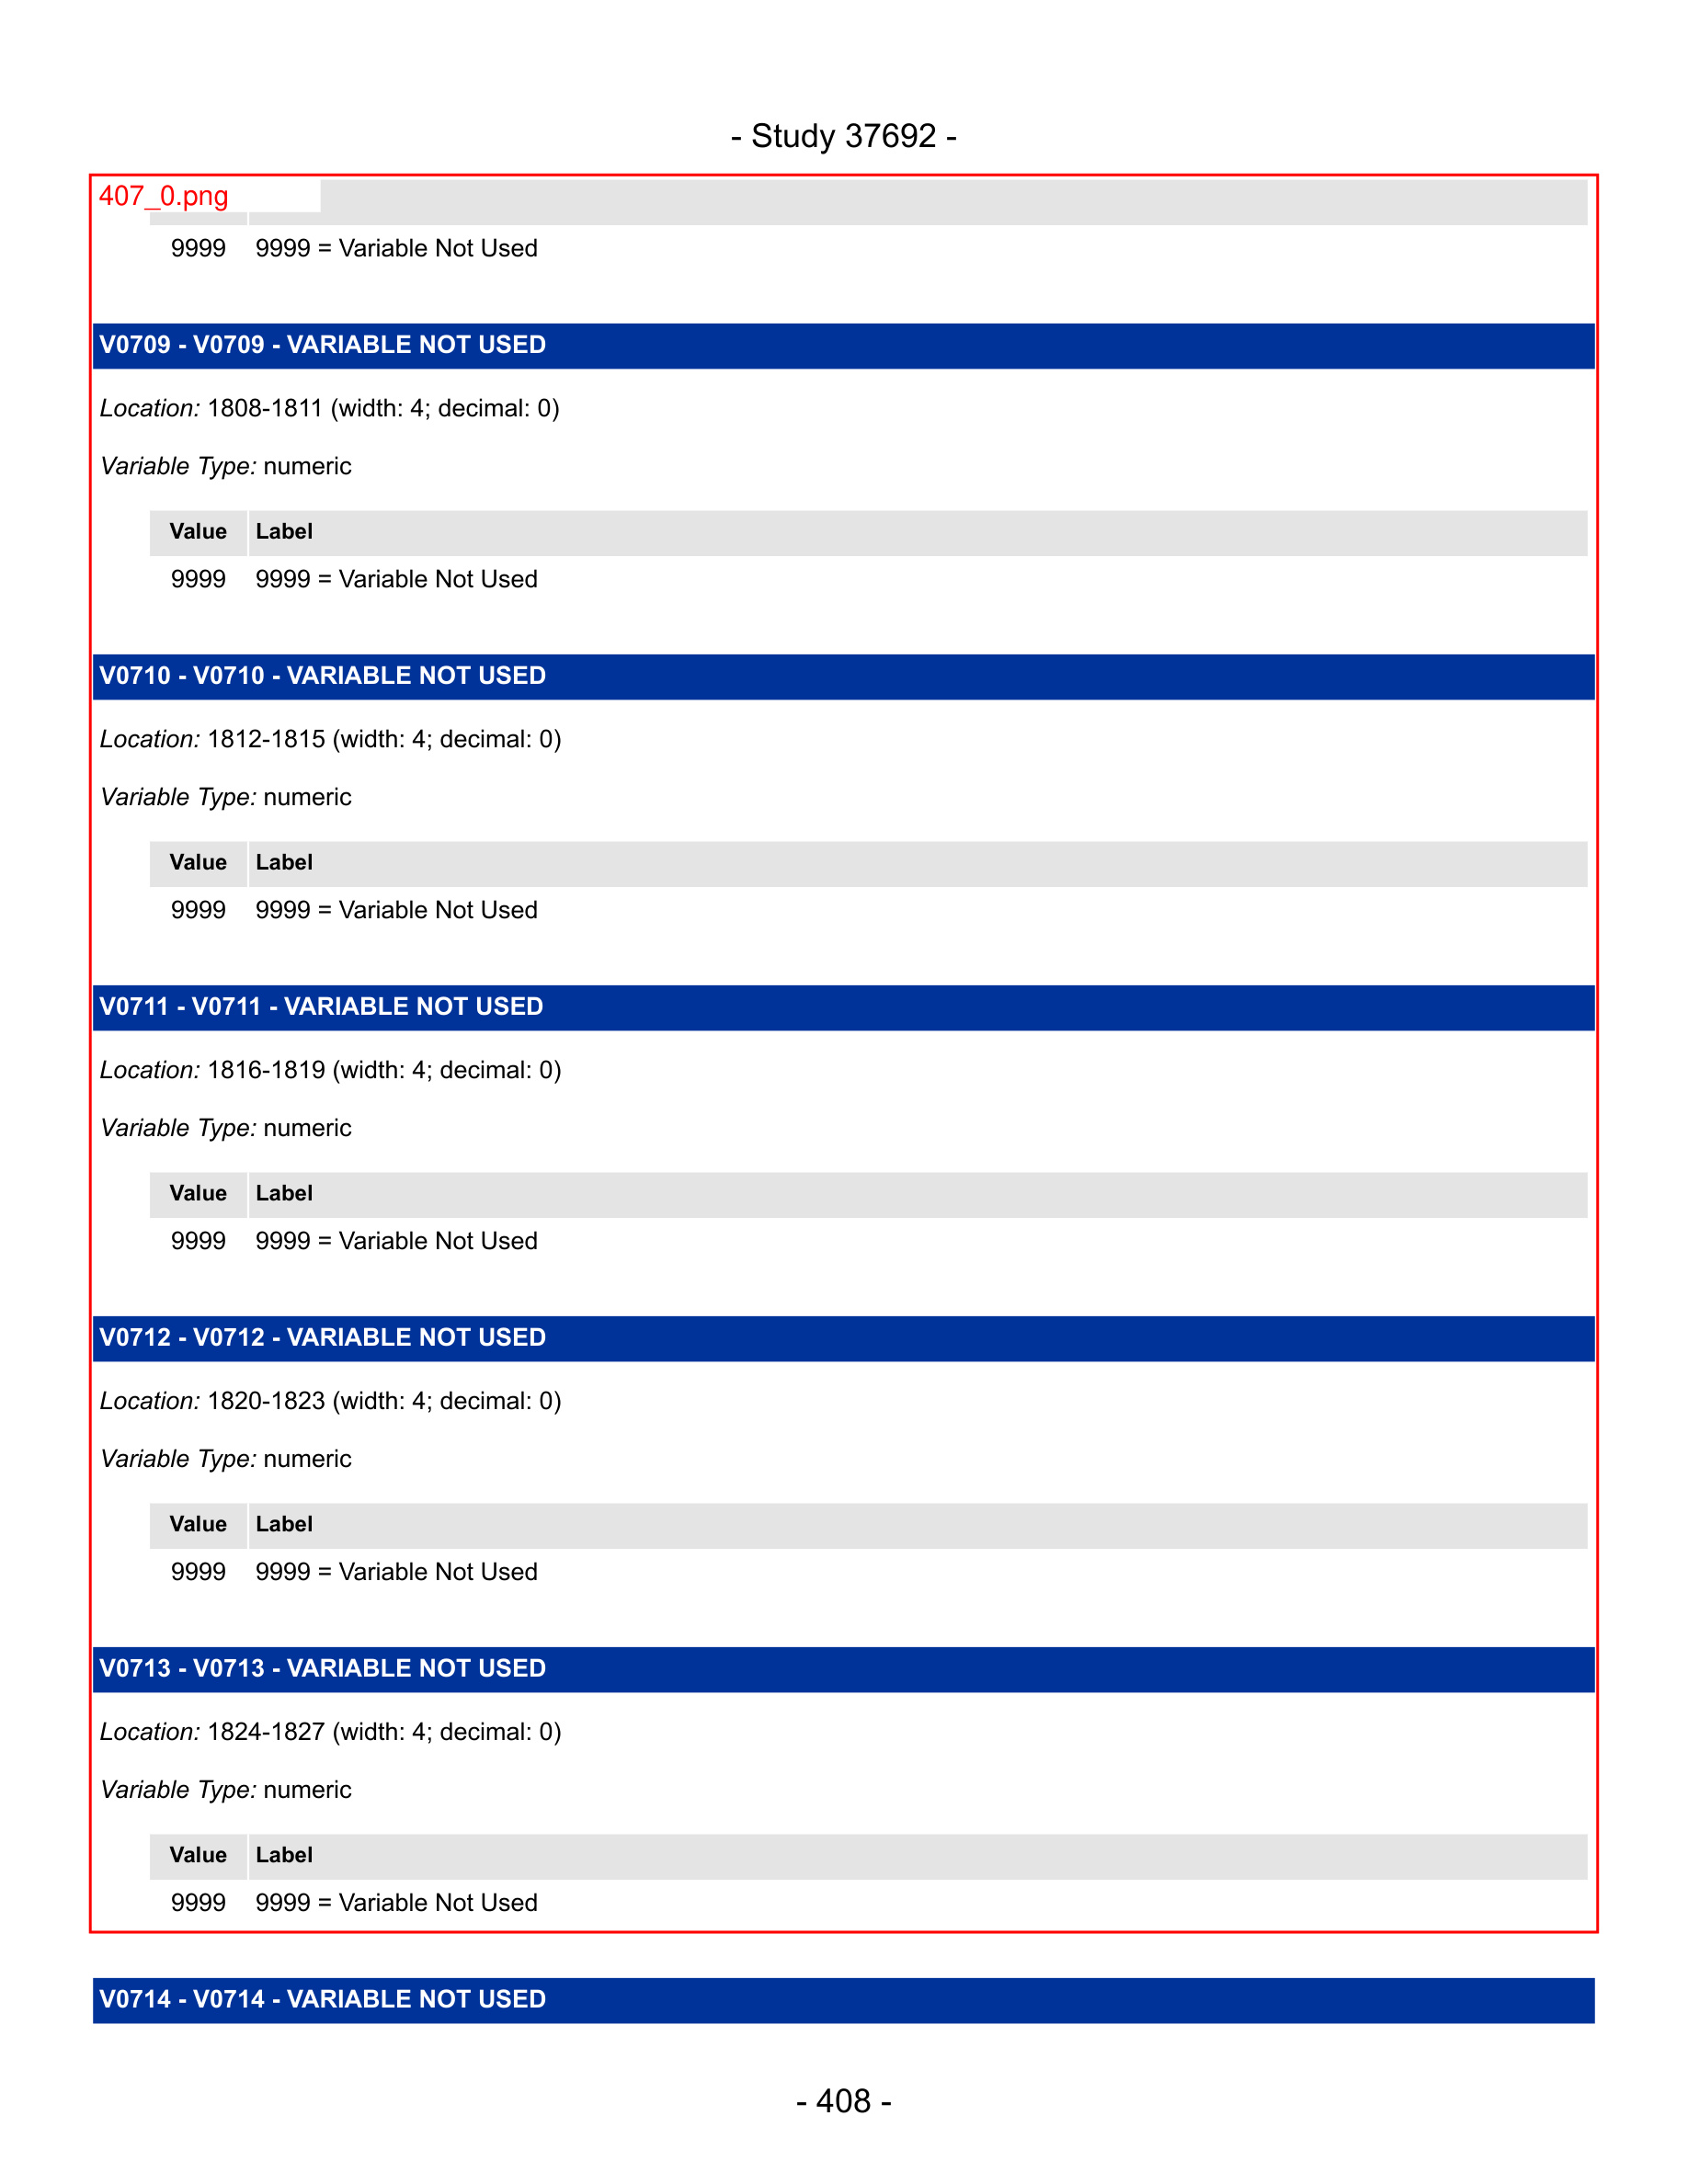 - Study 37692 -
407_0.png
9999 9999 = Variable Not Used
V0709 - V0709 - VARIABLE NOT USED
Location: 1808-1811 (width: 4; decimal: 0)
Variable Type: numeric
Value Label
9999 9999 = Variable Not Used
V0710 - V0710 - VARIABLE NOT USED
Location: 1812-1815 (width: 4; decimal: 0)
Variable Type: numeric
Value Label
9999 9999 = Variable Not Used
V0711 - V0711 - VARIABLE NOT USED
Location: 1816-1819 (width: 4; decimal: 0)
Variable Type: numeric
Value Label
9999 9999 = Variable Not Used
V0712 - V0712 - VARIABLE NOT USED
Location: 1820-1823 (width: 4; decimal: 0)
Variable Type: numeric
Value Label
9999 9999 = Variable Not Used
V0713 - V0713 - VARIABLE NOT USED
Location: 1824-1827 (width: 4; decimal: 0)
Variable Type: numeric
Value Label
9999 9999 = Variable Not Used
V0714 - V0714 - VARIABLE NOT USED
- 408 -